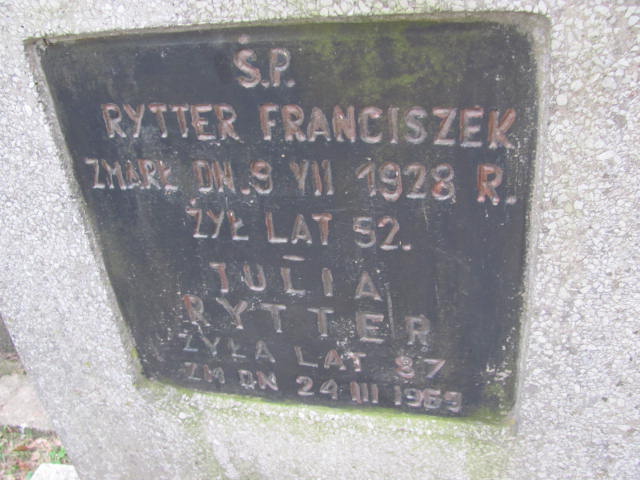 Ś.P.
RYTTER FRANCISZEK
ZMARŁ DN. 9 VII 1928 R.
ŻYŁ LAT 52.
JULIA
RYTTER
ŻYŁA LAT 87
ZM DN 24 III 1969